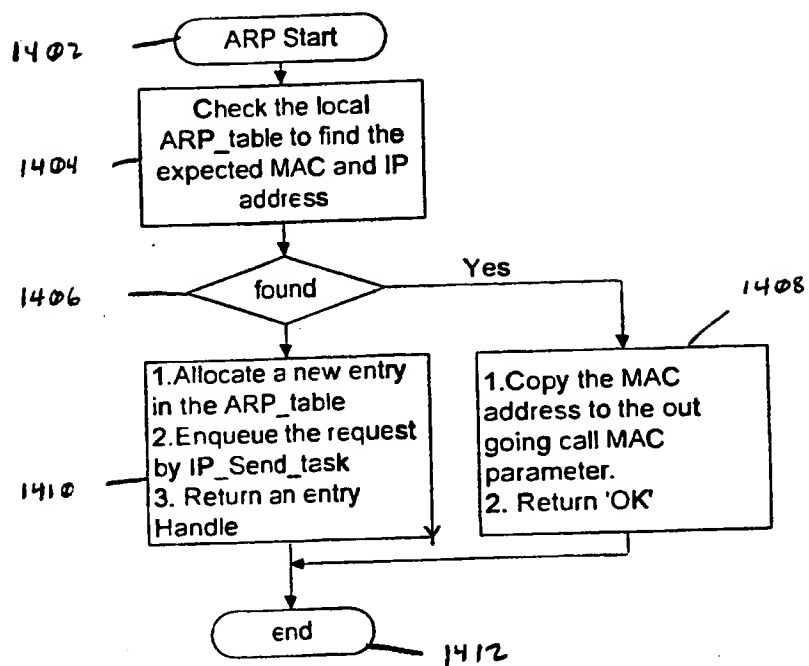 1402
ARP Start
Check the local
ARP_table to find the
expected MAC and IP
address
1404
found
Yes
1406
1408
1.Allocate a new entry
in the ARP_table
2.Enqueue the request
by IP_Send_task
3. Return an entry
Handle
1410
1.Copy the MAC
address to the out
going call MAC
parameter.
2. Return 'OK'
end
1412